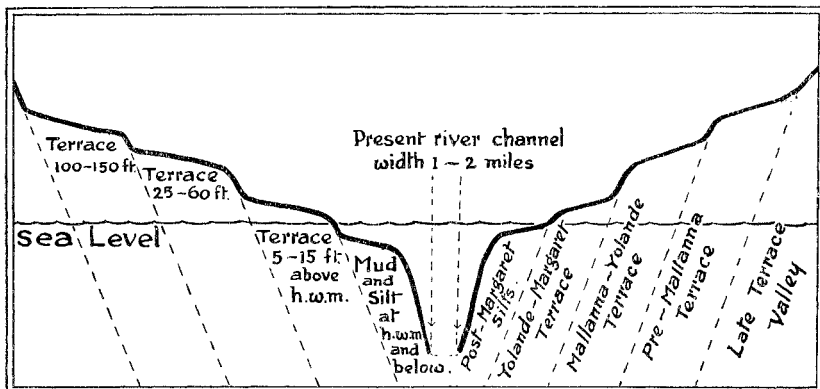 Terrace
100-150 ft.
Terrace
25-60 ft.
Present river channel
width 1-2 miles
Sea Level
Terrace
5-15 ft.
above
h.w.m.
Mud
and
Silt
at
h.w.m
and
below.
Post-Margaret
Silts.
Yolande-Margaret
Terrace
Mallanna-Yolande
Terrace
Pre-Mallanna
Terrace
Late Terrace
Valley